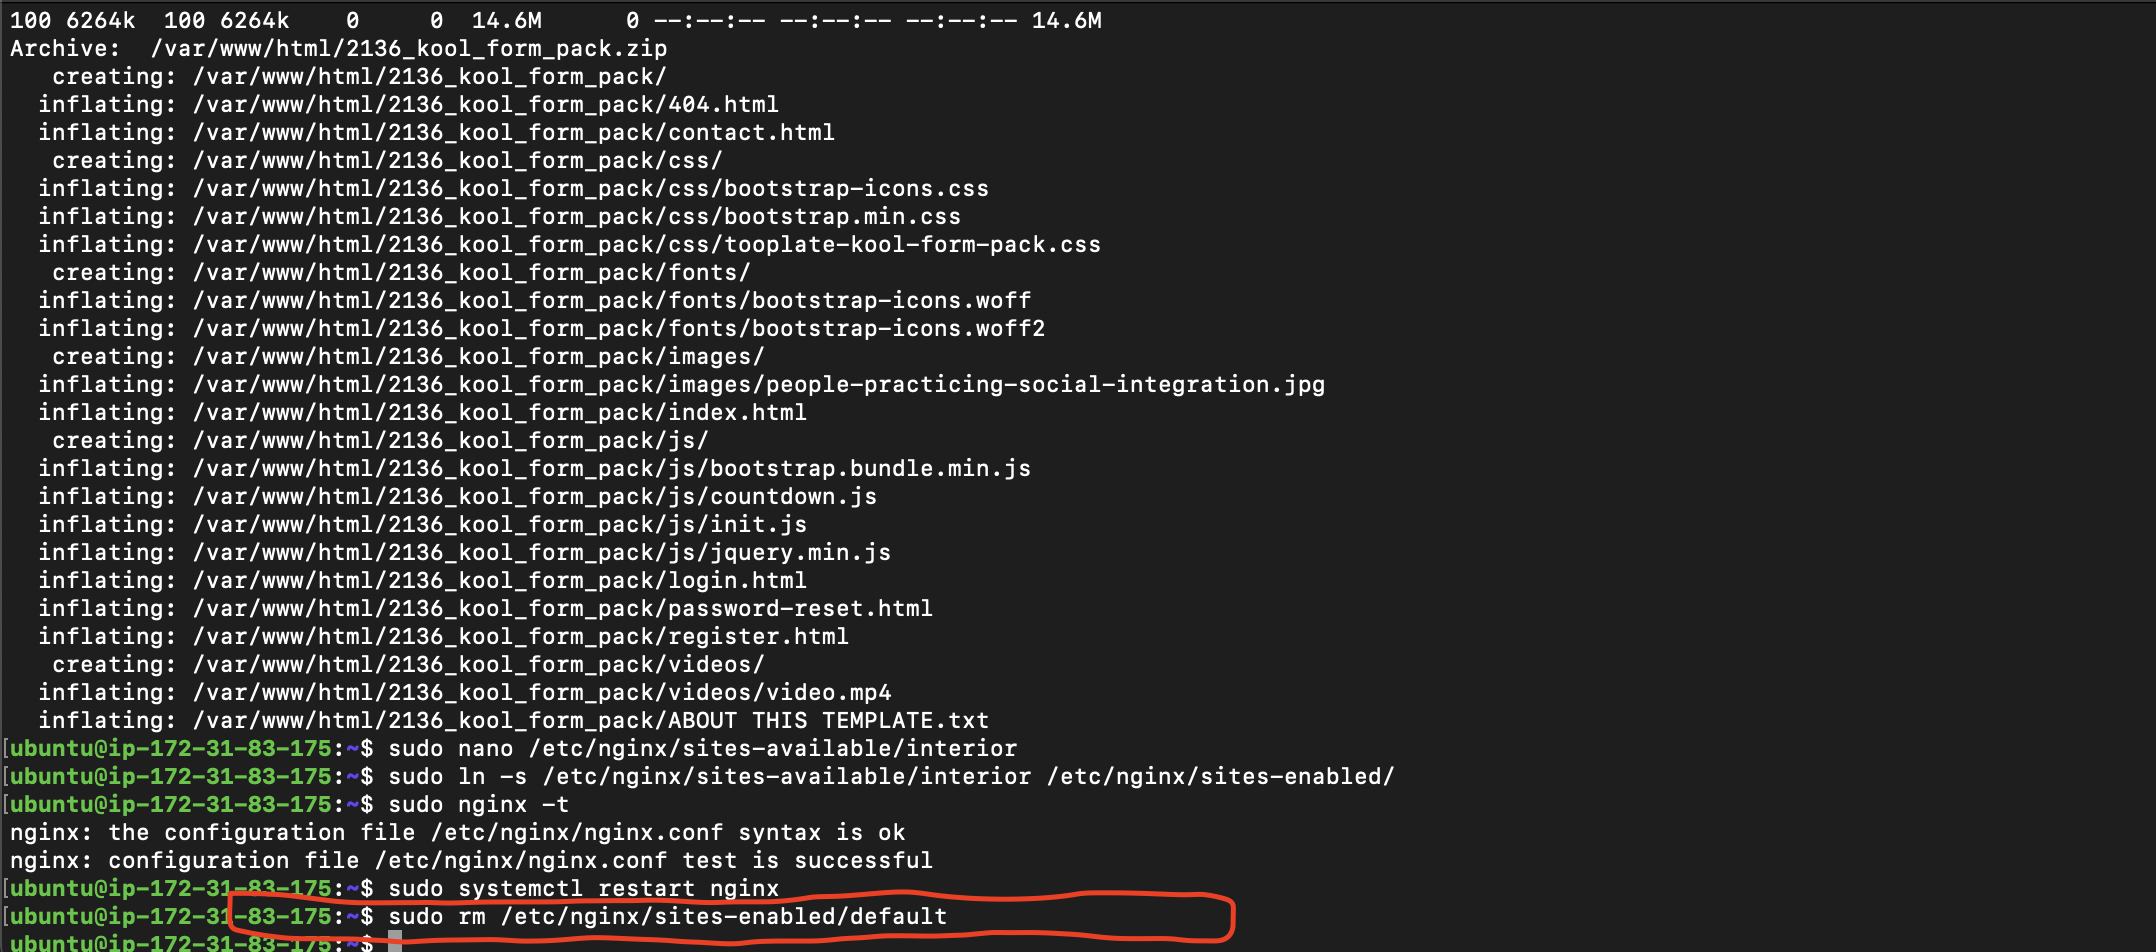 100 6264k  100 6264k    0     0  14.6M      0 --:--:-- --:--:-- --:--:-- 14.6M
Archive:  /var/www/html/2136_kool_form_pack.zip
   creating: /var/www/html/2136_kool_form_pack/
  inflating: /var/www/html/2136_kool_form_pack/404.html
  inflating: /var/www/html/2136_kool_form_pack/contact.html
   creating: /var/www/html/2136_kool_form_pack/css/
  inflating: /var/www/html/2136_kool_form_pack/css/bootstrap-icons.css
  inflating: /var/www/html/2136_kool_form_pack/css/bootstrap.min.css
  inflating: /var/www/html/2136_kool_form_pack/css/tooplate-kool-form-pack.css
   creating: /var/www/html/2136_kool_form_pack/fonts/
  inflating: /var/www/html/2136_kool_form_pack/fonts/bootstrap-icons.woff
  inflating: /var/www/html/2136_kool_form_pack/fonts/bootstrap-icons.woff2
   creating: /var/www/html/2136_kool_form_pack/images/
  inflating: /var/www/html/2136_kool_form_pack/images/people-practicing-social-integration.jpg
  inflating: /var/www/html/2136_kool_form_pack/index.html
   creating: /var/www/html/2136_kool_form_pack/js/
  inflating: /var/www/html/2136_kool_form_pack/js/bootstrap.bundle.min.js
  inflating: /var/www/html/2136_kool_form_pack/js/countdown.js
  inflating: /var/www/html/2136_kool_form_pack/js/init.js
  inflating: /var/www/html/2136_kool_form_pack/js/jquery.min.js
  inflating: /var/www/html/2136_kool_form_pack/login.html
  inflating: /var/www/html/2136_kool_form_pack/password-reset.html
  inflating: /var/www/html/2136_kool_form_pack/register.html
   creating: /var/www/html/2136_kool_form_pack/videos/
  inflating: /var/www/html/2136_kool_form_pack/videos/video.mp4
  inflating: /var/www/html/2136_kool_form_pack/ABOUT THIS TEMPLATE.txt
[ubuntu@ip-172-31-83-175:~$ sudo nano /etc/nginx/sites-available/interior
[ubuntu@ip-172-31-83-175:~$ sudo ln -s /etc/nginx/sites-available/interior /etc/nginx/sites-enabled/
[ubuntu@ip-172-31-83-175:~$ sudo nginx -t
nginx: the configuration file /etc/nginx/nginx.conf syntax is ok
nginx: configuration file /etc/nginx/nginx.conf test is successful
[ubuntu@ip-172-31-83-175:~$ sudo systemctl restart nginx
[ubuntu@ip-172-31-83-175:~$ sudo rm /etc/nginx/sites-enabled/default
ubuntu@ip-172-31-83-175:~$